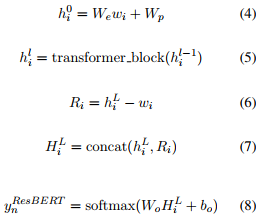 h_i^0 = W_e w_i + W_p (4)
h_i^l = transformer_block(h_i^{l-1}) (5)
R_i = h_i^L − w_i (6)
H_i^L = concat(h_i^L, R_i) (7)
y_n^{ResBERT} = softmax(W_o H_i^L + b_o) (8)